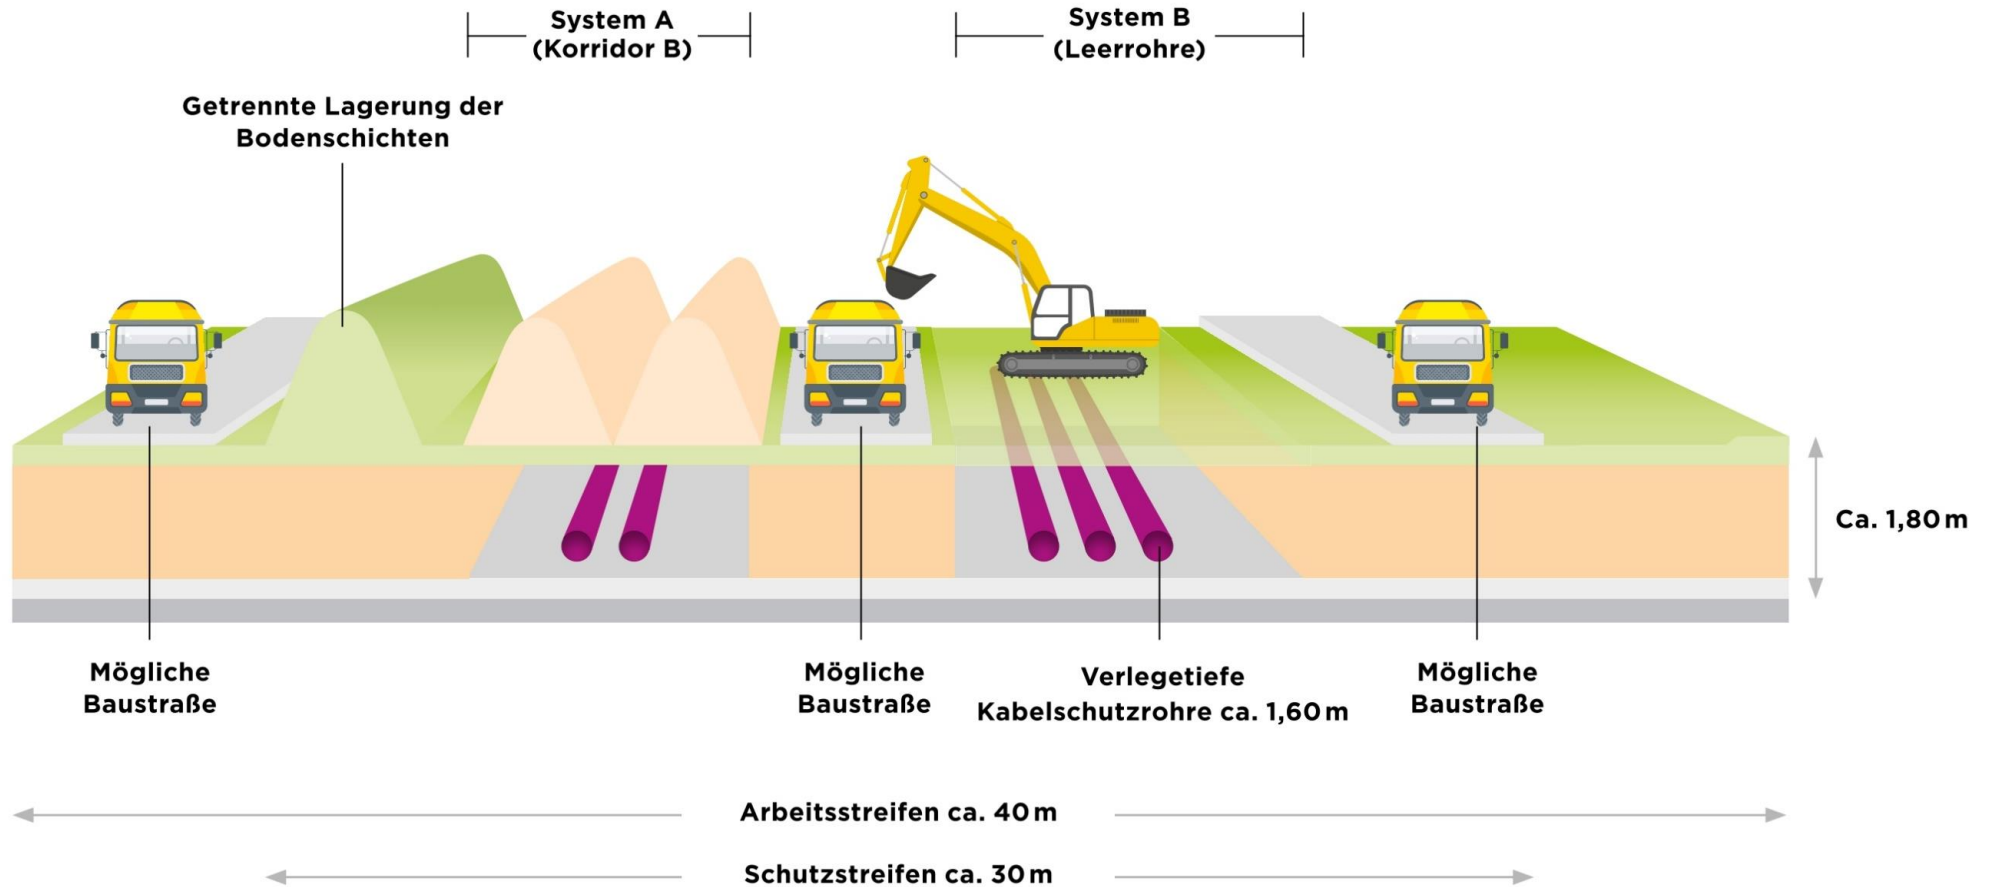 System A
(Korridor B)
System B
(Leerrohre)
Getrennte Lagerung der
Bodenschichten
Ca. 1,80 m
Mögliche
Baustraße
Mögliche
Baustraße
Verlegetiefe
Kabelschutzrohre ca. 1,60 m
Mögliche
Baustraße
Arbeitsstreifen ca. 40 m
Schutzstreifen ca. 30 m